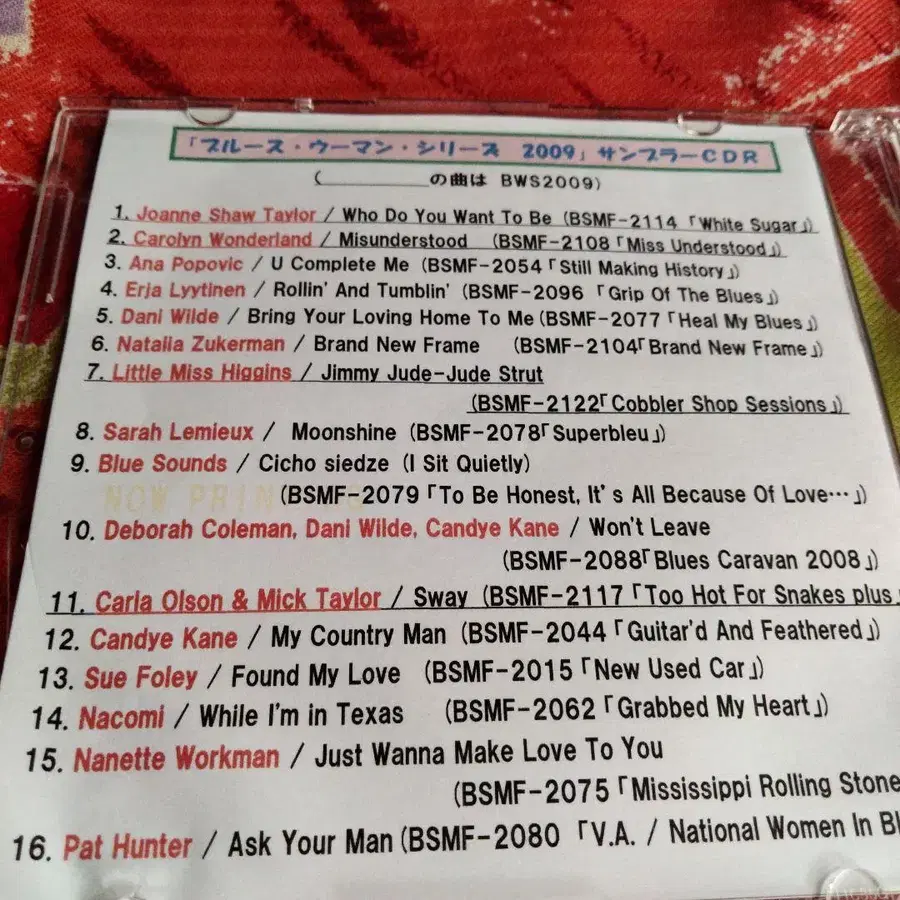 「ブルース・ウーマン・シリーズ 2009」サンプラーCDR
(________の曲は BWS2009)
1. Joanne Shaw Taylor / Who Do You Want To Be (BSMF-2114 「White Sugar」)
2. Carolyn Wonderland / Misunderstood (BSMF-2108「Miss Understood」)
3. Ana Popovic / U Complete Me (BSMF-2054「Still Making History」)
4. Erja Lyytinen / Rollin' And Tumblin' (BSMF-2096 「Grip Of The Blues」)
5. Dani Wilde / Bring Your Loving Home To Me (BSMF-2077「Heal My Blues」)
6. Natalia Zukerman / Brand New Frame (BSMF-2104「Brand New Frame」)
7. Little Miss Higgins / Jimmy Jude-Jude Strut
(BSMF-2122「Cobbler Shop Sessions」)
8. Sarah Lemieux / Moonshine (BSMF-2078「Superbleu」)
9. Blue Sounds / Cicho siedze (I Sit Quietly)
NOW PRIN
(BSMF-2079「To Be Honest, It's All Because Of Love…」)
10. Deborah Coleman, Dani Wilde, Candye Kane / Won't Leave
(BSMF-2088「Blues Caravan 2008」)
11. Carla Olson & Mick Taylor / Sway (BSMF-2117「Too Hot For Snakes plus
12. Candye Kane / My Country Man (BSMF-2044「Guitar'd And Feathered」)
13. Sue Foley / Found My Love (BSMF-2015「New Used Car」)
14. Nacomi / While I'm in Texas (BSMF-2062「Grabbed My Heart」)
15. Nanette Workman / Just Wanna Make Love To You
(BSMF-2075「Mississippi Rolling Stone
16. Pat Hunter / Ask Your Man (BSMF-2080 「V.A. / National Women In Bl